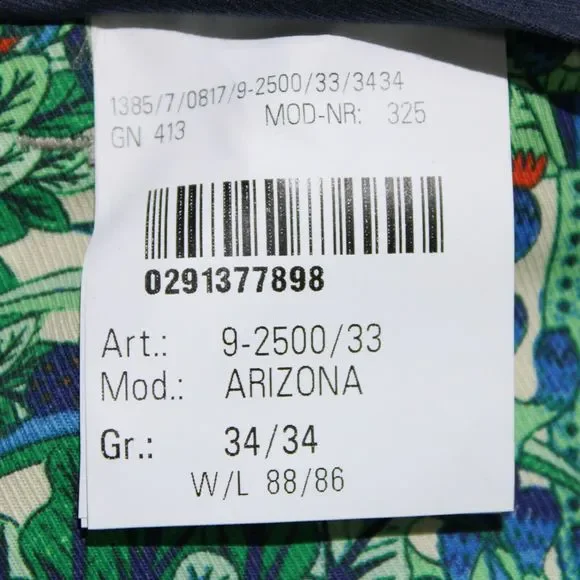 1385/7/0817/9-2500/33/3434
GN 413 MOD-NR: 325
0291377898
Art.: 9-2500/33
Mod.: ARIZONA
Gr.: 34/34
W/L 88/86